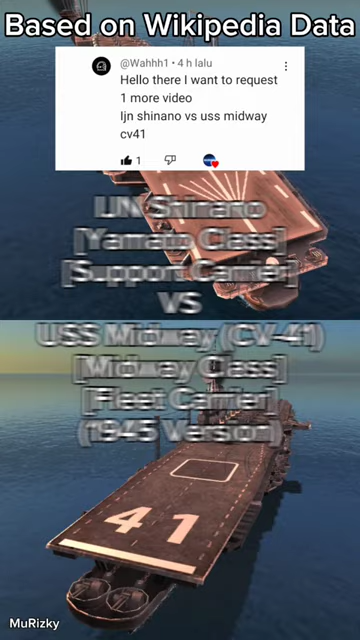 Based on Wikipedia Data
@Wahhh1 • 4 h lalu
Hello there I want to request
1 more video
Ijn shinano vs uss midway
cv41
1
IJN Shinano
[Yamato Class]
[Support Carrier]
VS
USS Midway (CV-41)
[Midway Class]
[Fleet Carrier]
(1945 Version)
41
MuRizky